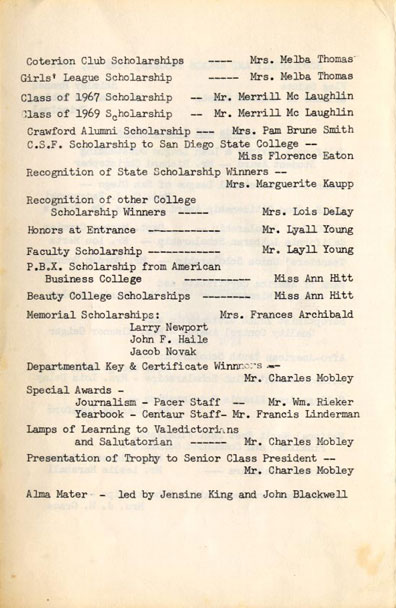 Coterion Club Scholarships ---- Mrs. Melba Thomas
Girls' League Scholarship ----- Mrs. Melba Thomas
Class of 1967 Scholarship -- Mr. Merrill Mc Laughlin
Class of 1969 Scholarship -- Mr. Merrill Mc Laughlin
Crawford Alumni Scholarship --- Mrs. Pam Brune Smith
C.S.F. Scholarship to San Diego State College --
Miss Florence Eaton
Recognition of State Scholarship Winners --
Mrs. Marguerite Kaupp
Recognition of other College
Scholarship Winners ----- Mrs. Lois DeLay
Honors at Entrance ----------- Mr. Lyall Young
Faculty Scholarship ----------- Mr. Layll Young
P.B.X. Scholarship from American
Business College ---------- Miss Ann Hitt
Beauty College Scholarships -------- Miss Ann Hitt
Memorial Scholarships: Mrs. Frances Archibald
Larry Newport
John F. Haile
Jacob Novak
Departmental Key & Certificate Winnners --
Mr. Charles Mobley
Special Awards -
Journalism - Pacer Staff -- Mr. Wm. Rieker
Yearbook - Centaur Staff- Mr. Francis Linderman
Lamps of Learning to Valedictorians
and Salutatorian ------ Mr. Charles Mobley
Presentation of Trophy to Senior Class President --
Mr. Charles Mobley
Alma Mater - led by Jensine King and John Blackwell